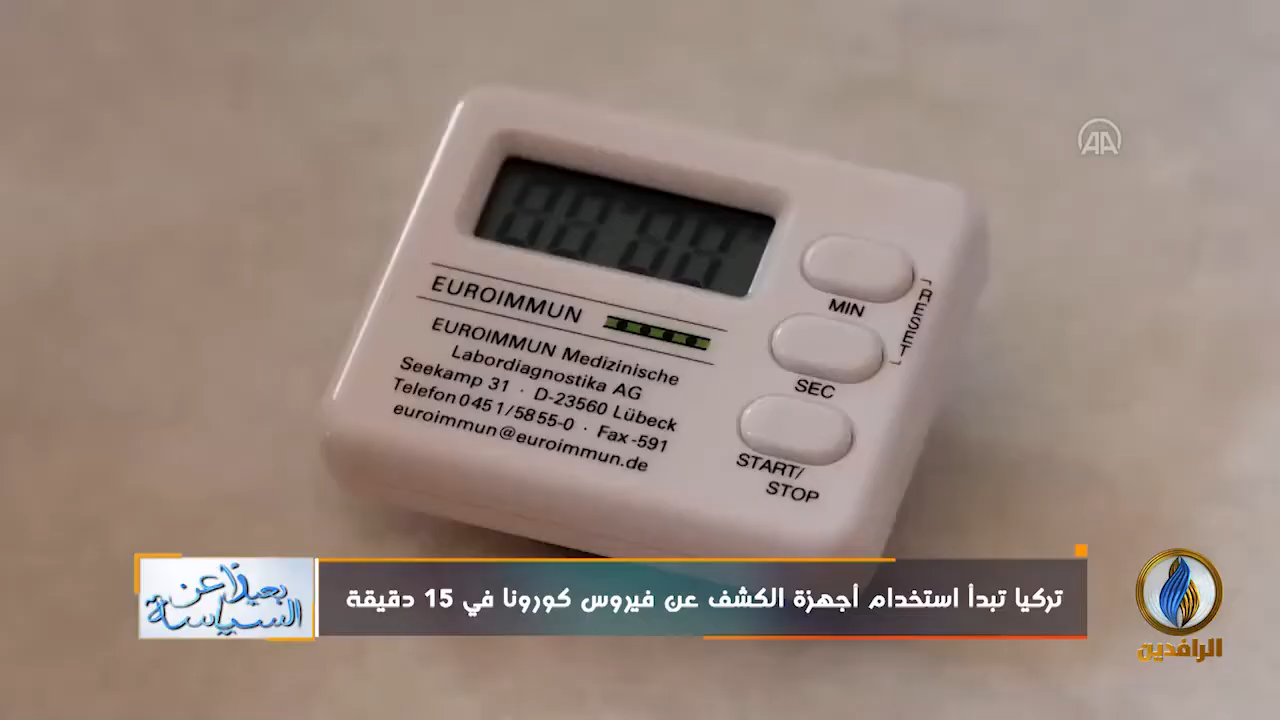 AA
EUROIMMUN
EUROIMMUN Medizinische
Labordiagnostika AG
Seekamp 31 · D-23560 Lübeck
Telefon 0451/5855-0 · Fax -591
euroimmun@euroimmun.de
MIN
RESET
SEC
START/
STOP
بعيدًا عن
السياسة
تركيا تبدأ استخدام أجهزة الكشف عن فيروس كورونا في 15 دقيقة
الرافدين